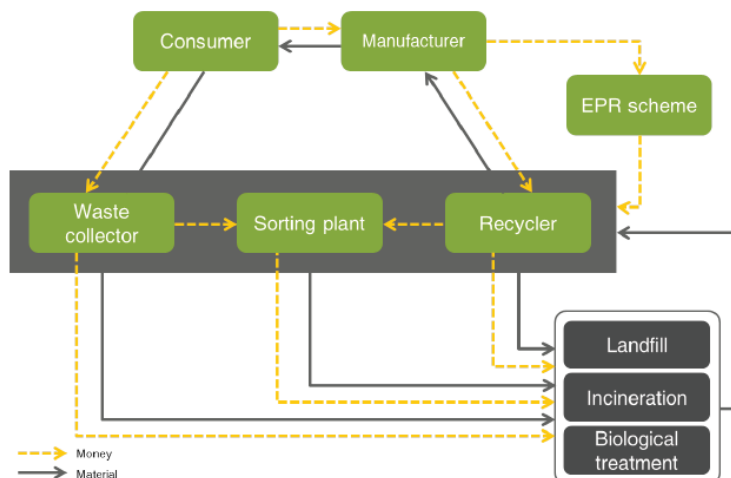 Consumer
Manufacturer
EPR scheme
Waste
collector
Sorting plant
Recycler
Landfill
Incineration
Biological
treatment
Money
Material